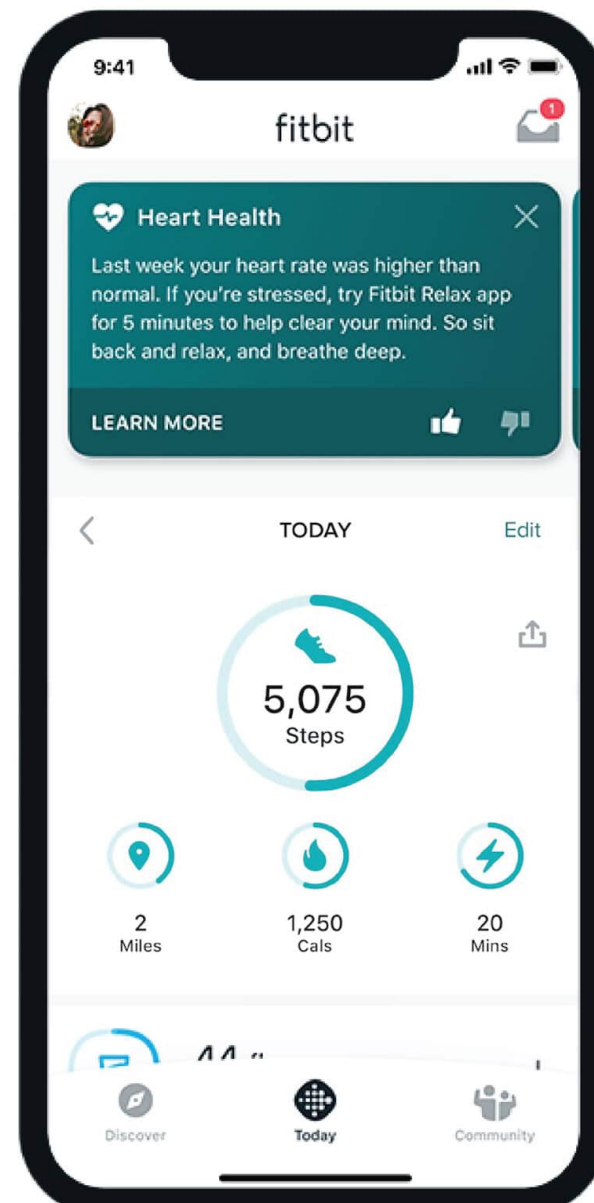 9:41
fitbit
1
Heart Health
Last week your heart rate was higher than
normal. If you're stressed, try Fitbit Relax app
for 5 minutes to help clear your mind. So sit
back and relax, and breathe deep.
LEARN MORE
TODAY
Edit
5,075
Steps
2
Miles
1,250
Cals
20
Mins
Discover
Today
Community